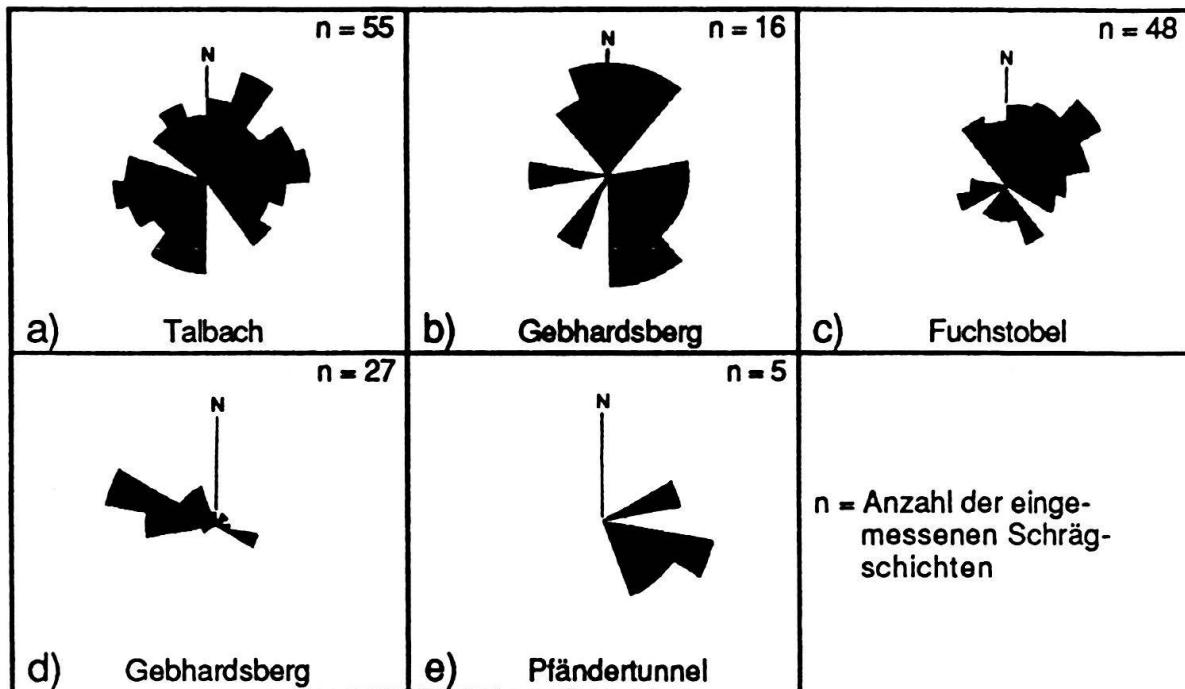 n = 55
N
a) Talbach
n = 16
N
b) Gebhardsberg
n = 48
N
c) Fuchstobel
n = 27
N
d) Gebhardsberg
n = 5
N
e) Pfändertunnel
n = Anzahl der einge-
messenen Schräg-
schichten